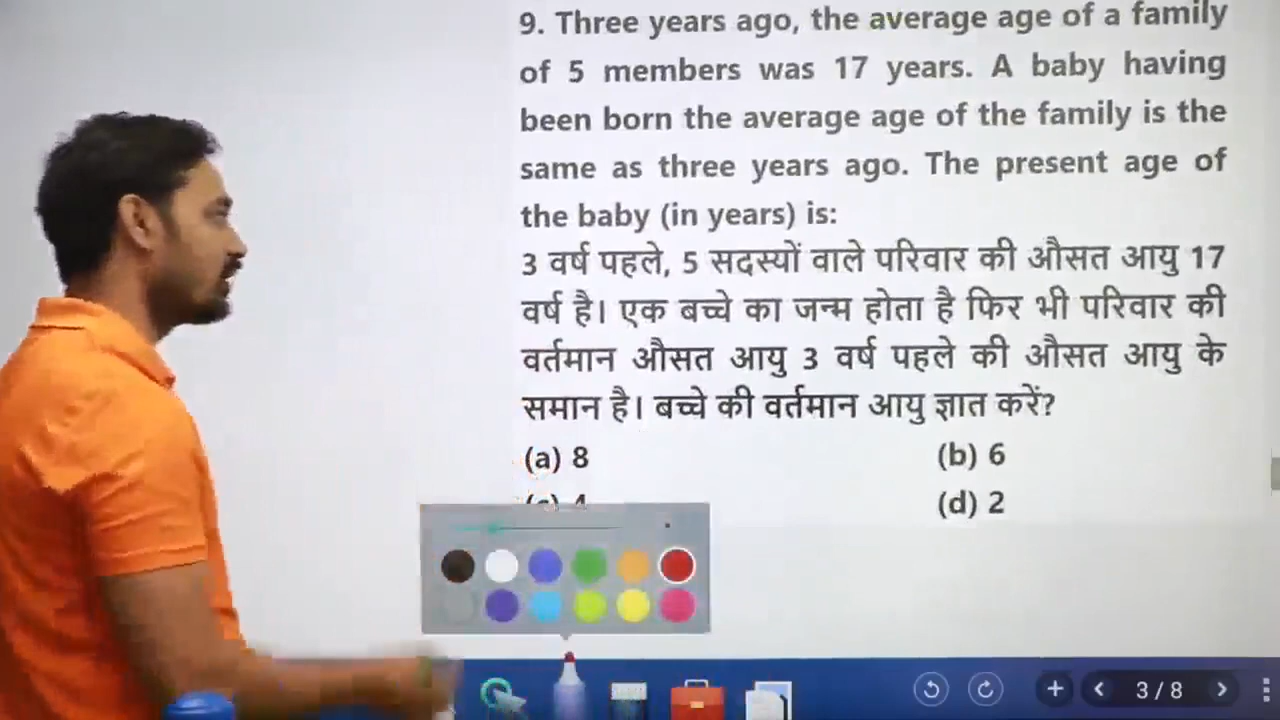 9. Three years ago, the average age of a family
of 5 members was 17 years. A baby having
been born the average age of the family is the
same as three years ago. The present age of
the baby (in years) is:
3 वर्ष पहले, 5 सदस्यों वाले परिवार की औसत आयु 17
वर्ष है। एक बच्चे का जन्म होता है फिर भी परिवार की
वर्तमान औसत आयु 3 वर्ष पहले की औसत आयु के
समान है। बच्चे की वर्तमान आयु ज्ञात करें?
(a) 8 (b) 6
(c) 4 (d) 2
3 / 8